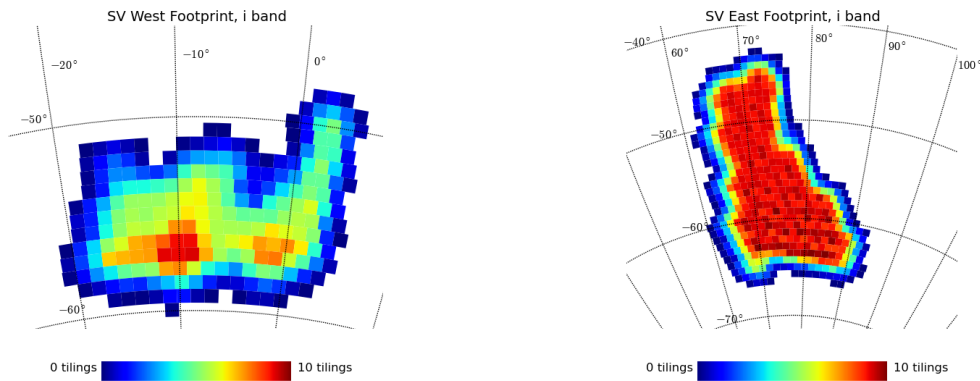 SV West Footprint, i band
−20°
−10°
0°
−50°
−60°
0 tilings
10 tilings
SV East Footprint, i band
−40°
60°
70°
80°
90°
100°
−50°
−60°
−70°
0 tilings
10 tilings